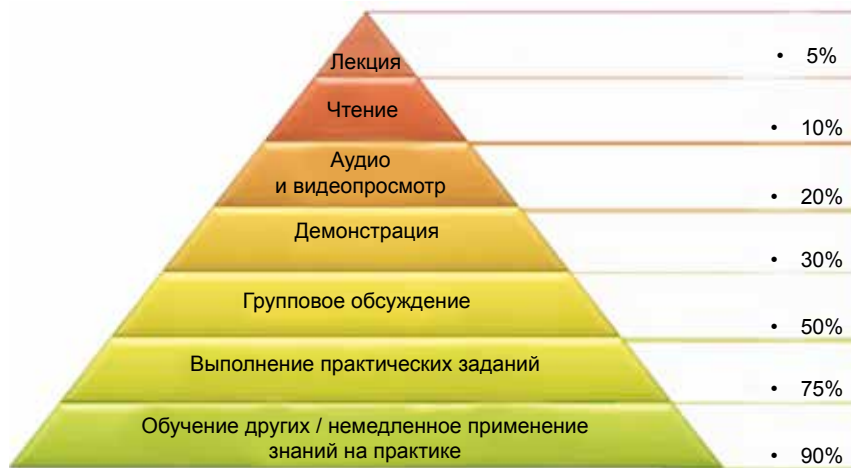 Лекция
• 5%
Чтение
• 10%
Аудио
и видеопросмотр
• 20%
Демонстрация
• 30%
Групповое обсуждение
• 50%
Выполнение практических заданий
• 75%
Обучение других / немедленное применение
знаний на практике
• 90%